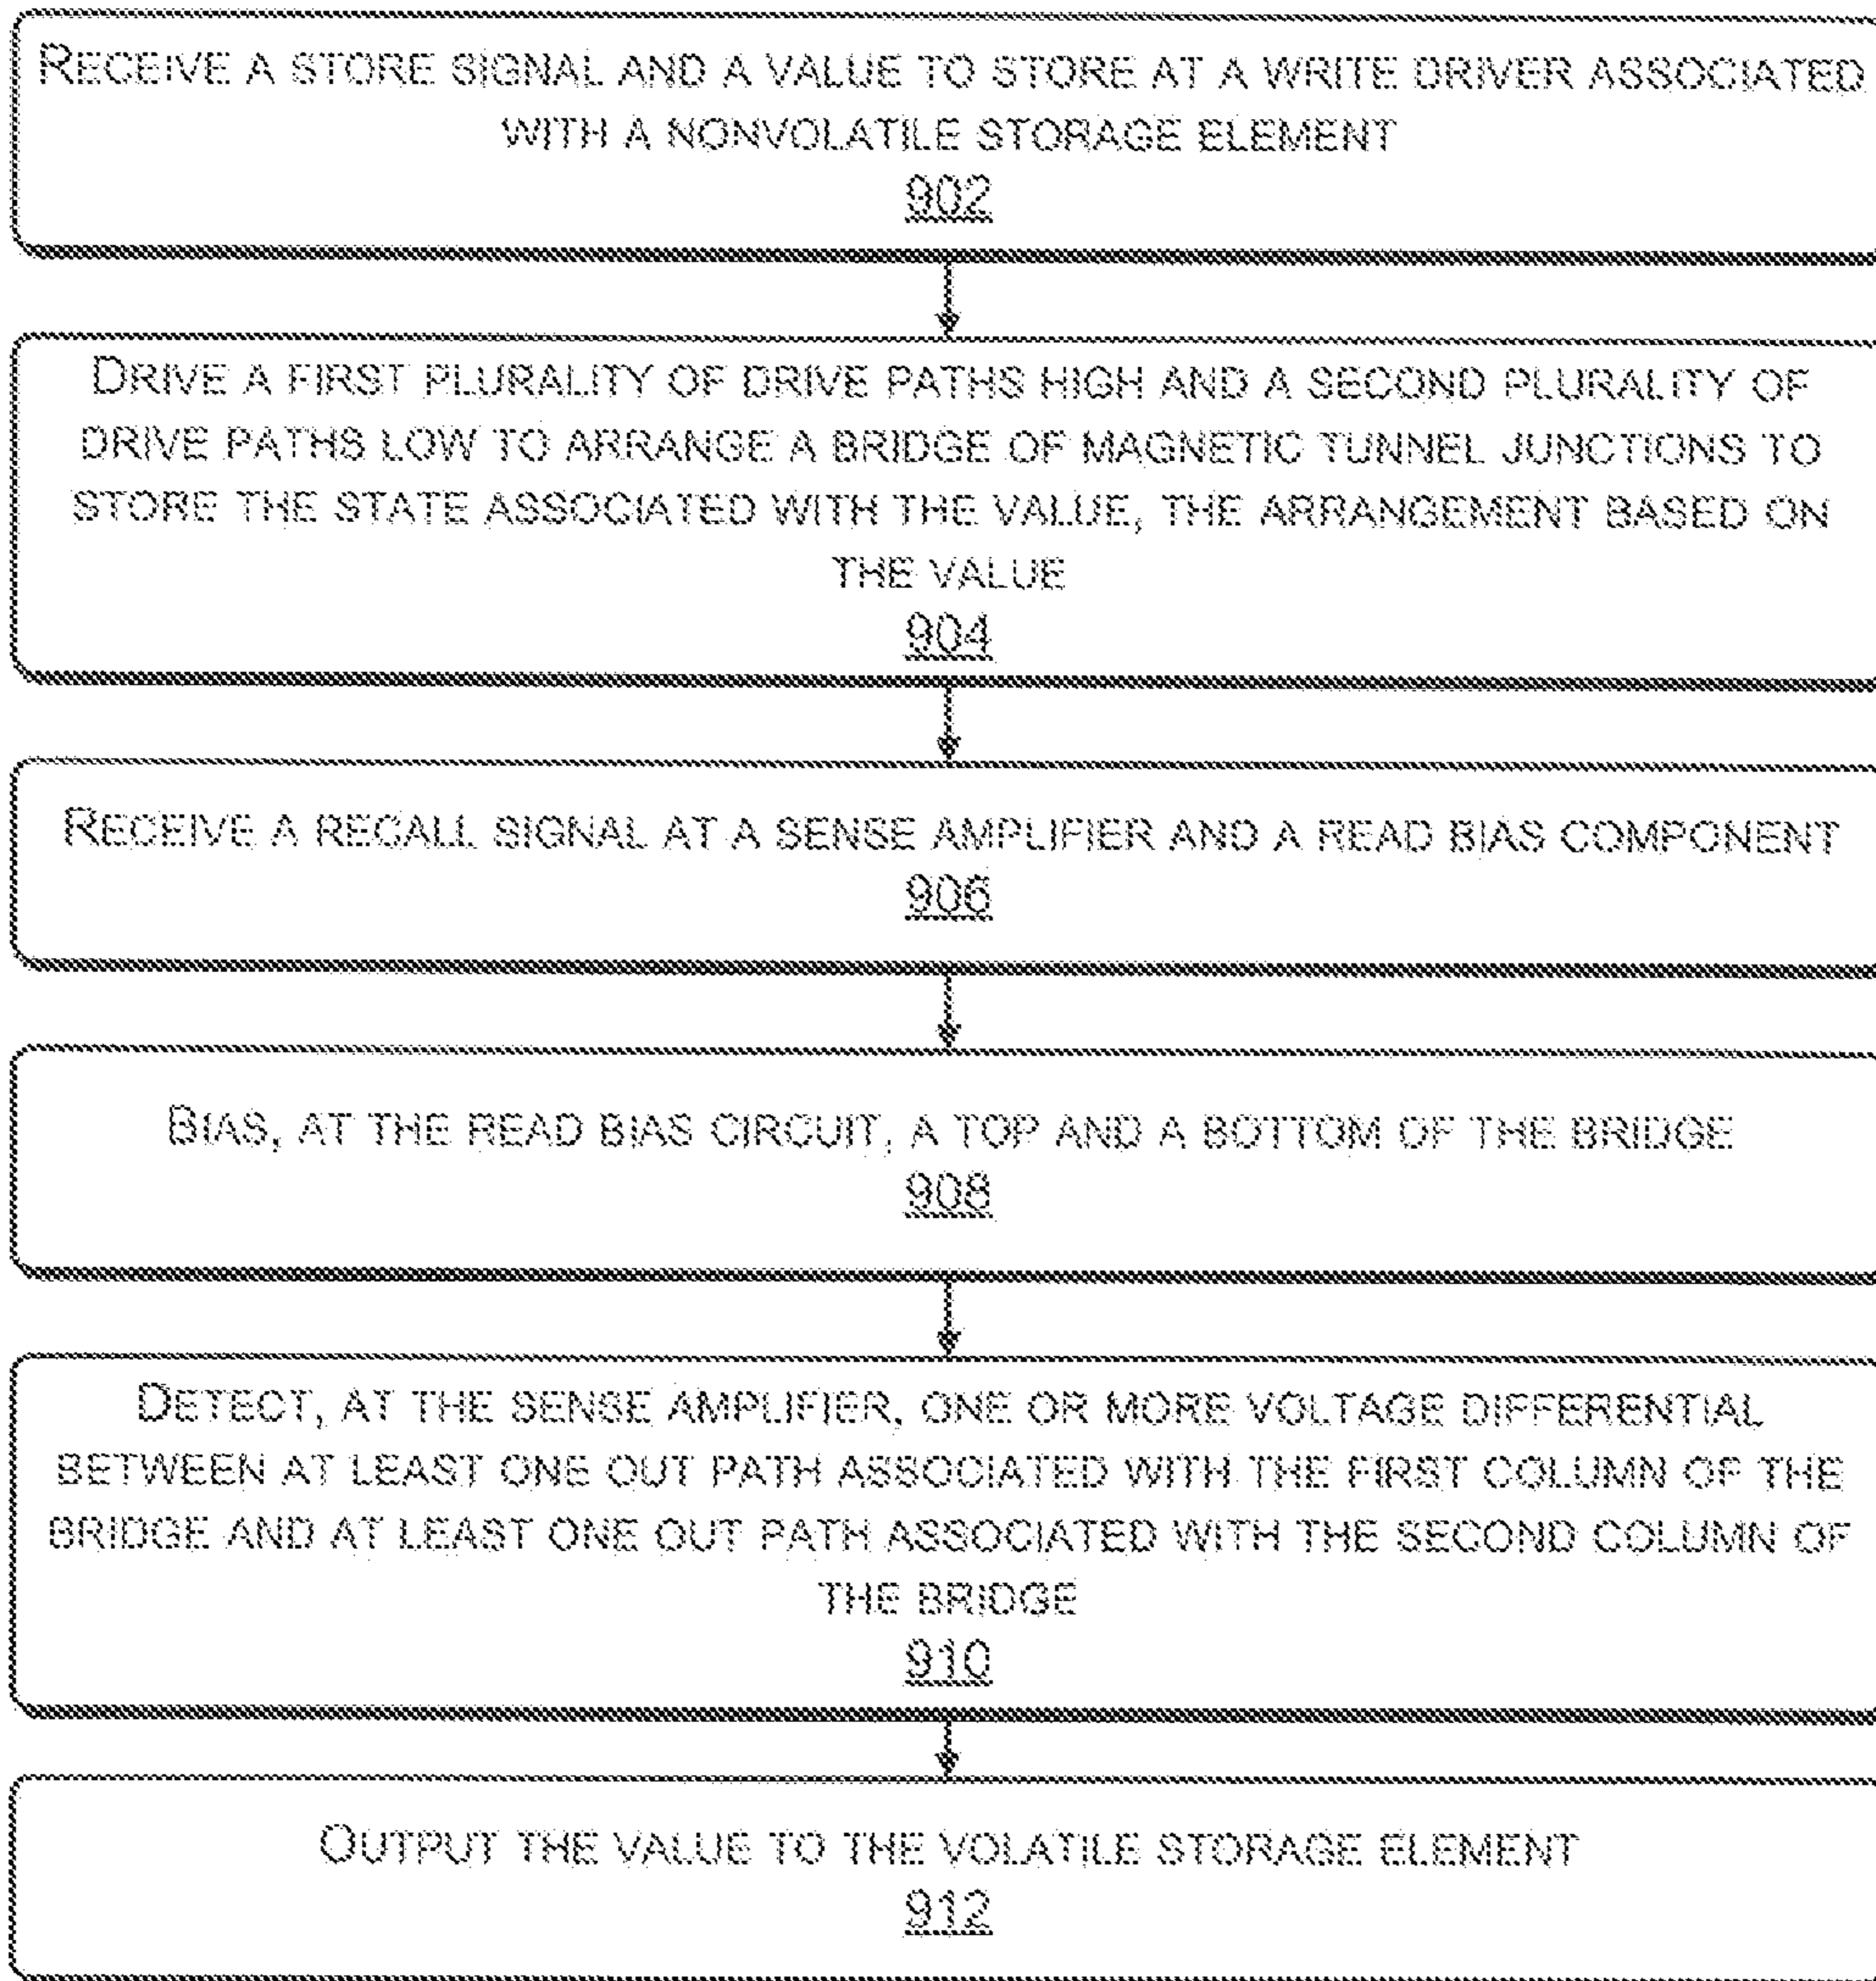 RECEIVE A STORE SIGNAL AND A VALUE TO STORE AT A WRITE DRIVER ASSOCIATED
WITH A NONVOLATILE STORAGE ELEMENT
902
DRIVE A FIRST PLURALITY OF DRIVE PATHS HIGH AND A SECOND PLURALITY OF
DRIVE PATHS LOW TO ARRANGE A BRIDGE OF MAGNETIC TUNNEL JUNCTIONS TO
STORE THE STATE ASSOCIATED WITH THE VALUE, THE ARRANGEMENT BASED ON
THE VALUE
904
RECEIVE A RECALL SIGNAL AT A SENSE AMPLIFIER AND A READ BIAS COMPONENT
906
BIAS, AT THE READ BIAS CIRCUIT, A TOP AND A BOTTOM OF THE BRIDGE
908
DETECT, AT THE SENSE AMPLIFIER, ONE OR MORE VOLTAGE DIFFERENTIAL
BETWEEN AT LEAST ONE OUT PATH ASSOCIATED WITH THE FIRST COLUMN OF THE
BRIDGE AND AT LEAST ONE OUT PATH ASSOCIATED WITH THE SECOND COLUMN OF
THE BRIDGE
910
OUTPUT THE VALUE TO THE VOLATILE STORAGE ELEMENT
912